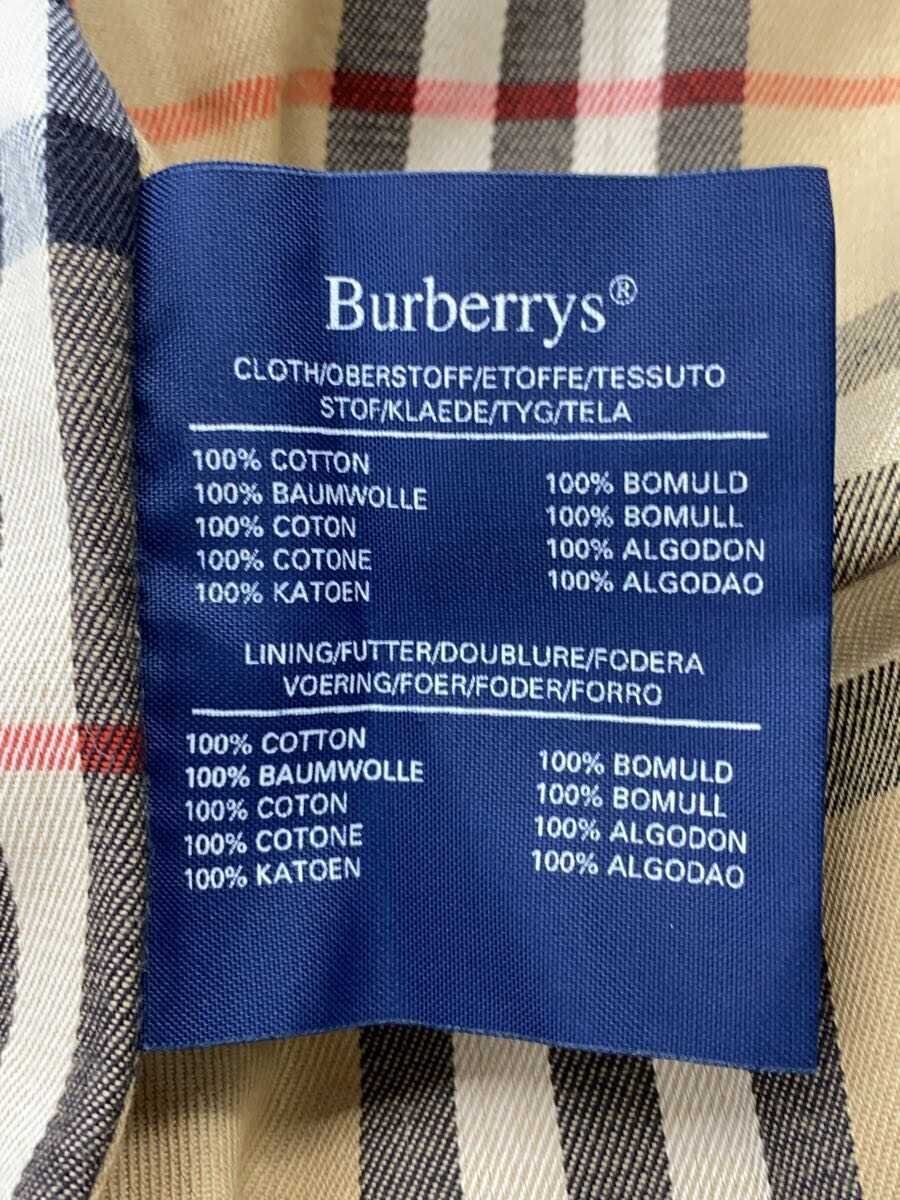 Burberrys®
CLOTH/OBERSTOFF/ETOFFE/TESSUTO
STOF/KLAEDE/TYG/TELA
100% COTTON
100% BAUMWOLLE
100% COTON
100% COTONE
100% KATOEN
100% BOMULD
100% BOMULL
100% ALGODON
100% ALGODAO
LINING/FUTTER/DOUBLURE/FODERA
VOERING/FOER/FODER/FORRO
100% COTTON
100% BAUMWOLLE
100% COTON
100% COTONE
100% KATOEN
100% BOMULD
100% BOMULL
100% ALGODON
100% ALGODAO